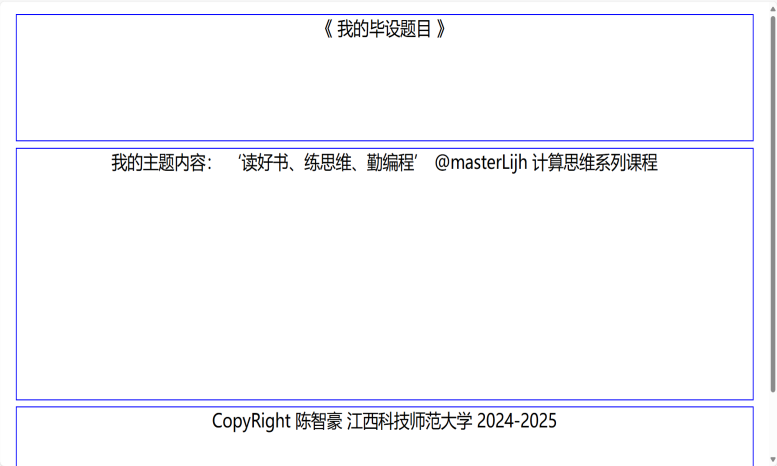 《 我的毕设题目 》
我的主题内容： ‘读好书、练思维、勤编程’ @masterLijh 计算思维系列课程
CopyRight 陈智豪 江西科技师范大学 2024-2025